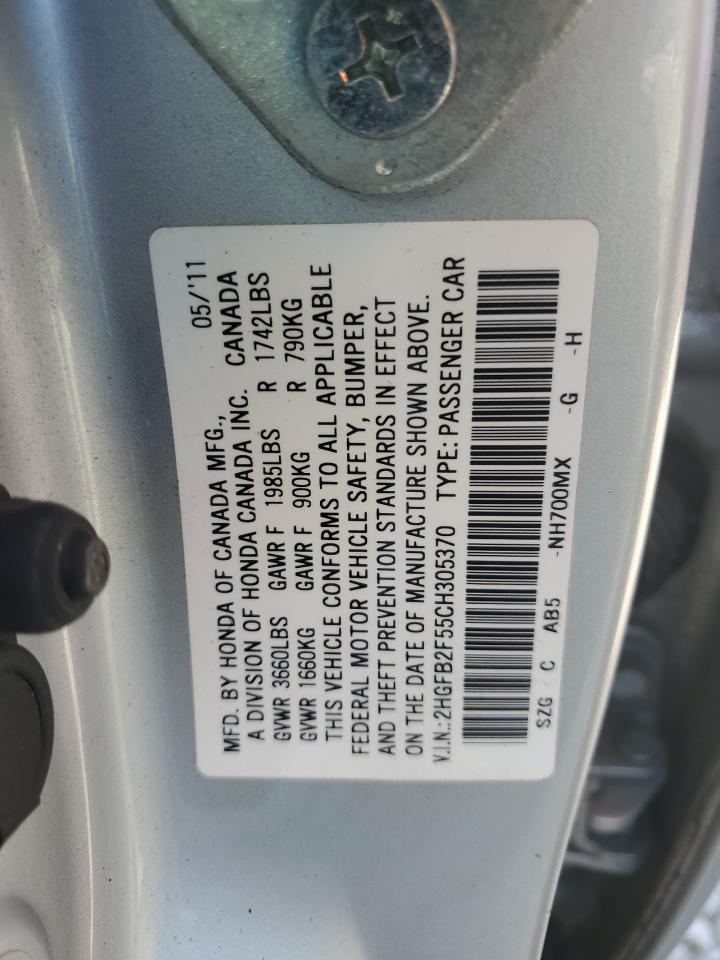 MFD. BY HONDA OF CANADA MFG., 05/'11
A DIVISION OF HONDA CANADA INC. CANADA
GVWR 3660LBS GAWR F 1985LBS R 1742LBS
GVWR 1660KG GAWR F 900KG R 790KG
THIS VEHICLE CONFORMS TO ALL APPLICABLE
FEDERAL MOTOR VEHICLE SAFETY, BUMPER,
AND THEFT PREVENTION STANDARDS IN EFFECT
ON THE DATE OF MANUFACTURE SHOWN ABOVE.
V.I.N.:2HGFB2F55CH305370 TYPE: PASSENGER CAR
SZG C AB5 -NH700MX -G -H